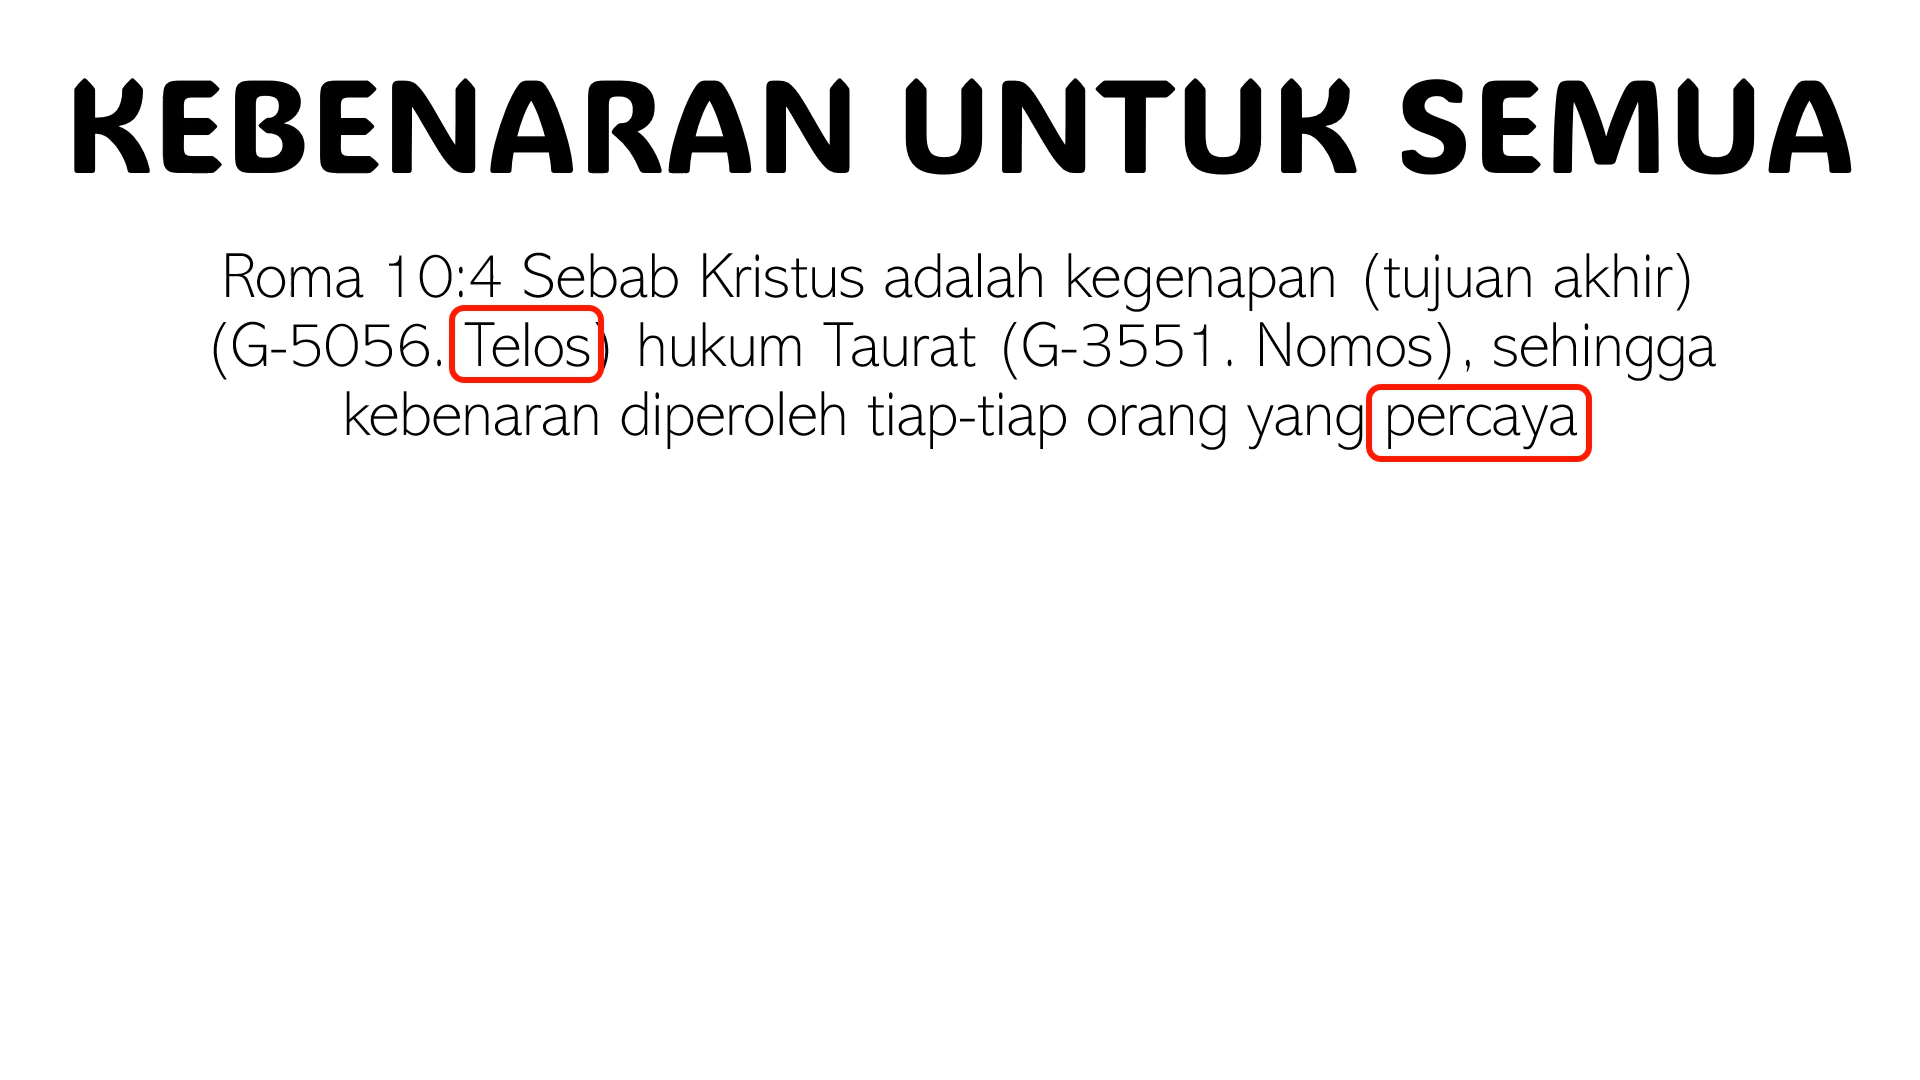 KEBENARAN UNTUK SEMUA
Roma 10:4 Sebab Kristus adalah kegenapan (tujuan akhir)
(G-5056. Telos) hukum Taurat (G-3551. Nomos), sehingga
kebenaran diperoleh tiap-tiap orang yang percaya